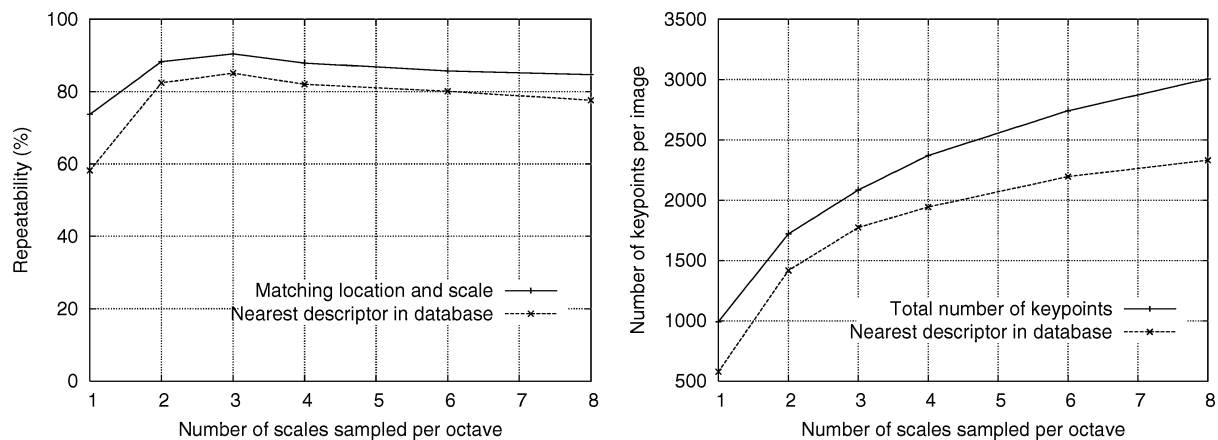 100
80
60
40
20
0
Repeatability (%)
Matching location and scale
Nearest descriptor in database
1 2 3 4 5 6 7 8
Number of scales sampled per octave
3500
3000
2500
2000
1500
1000
500
Number of keypoints per image
Total number of keypoints
Nearest descriptor in database
1 2 3 4 5 6 7 8
Number of scales sampled per octave